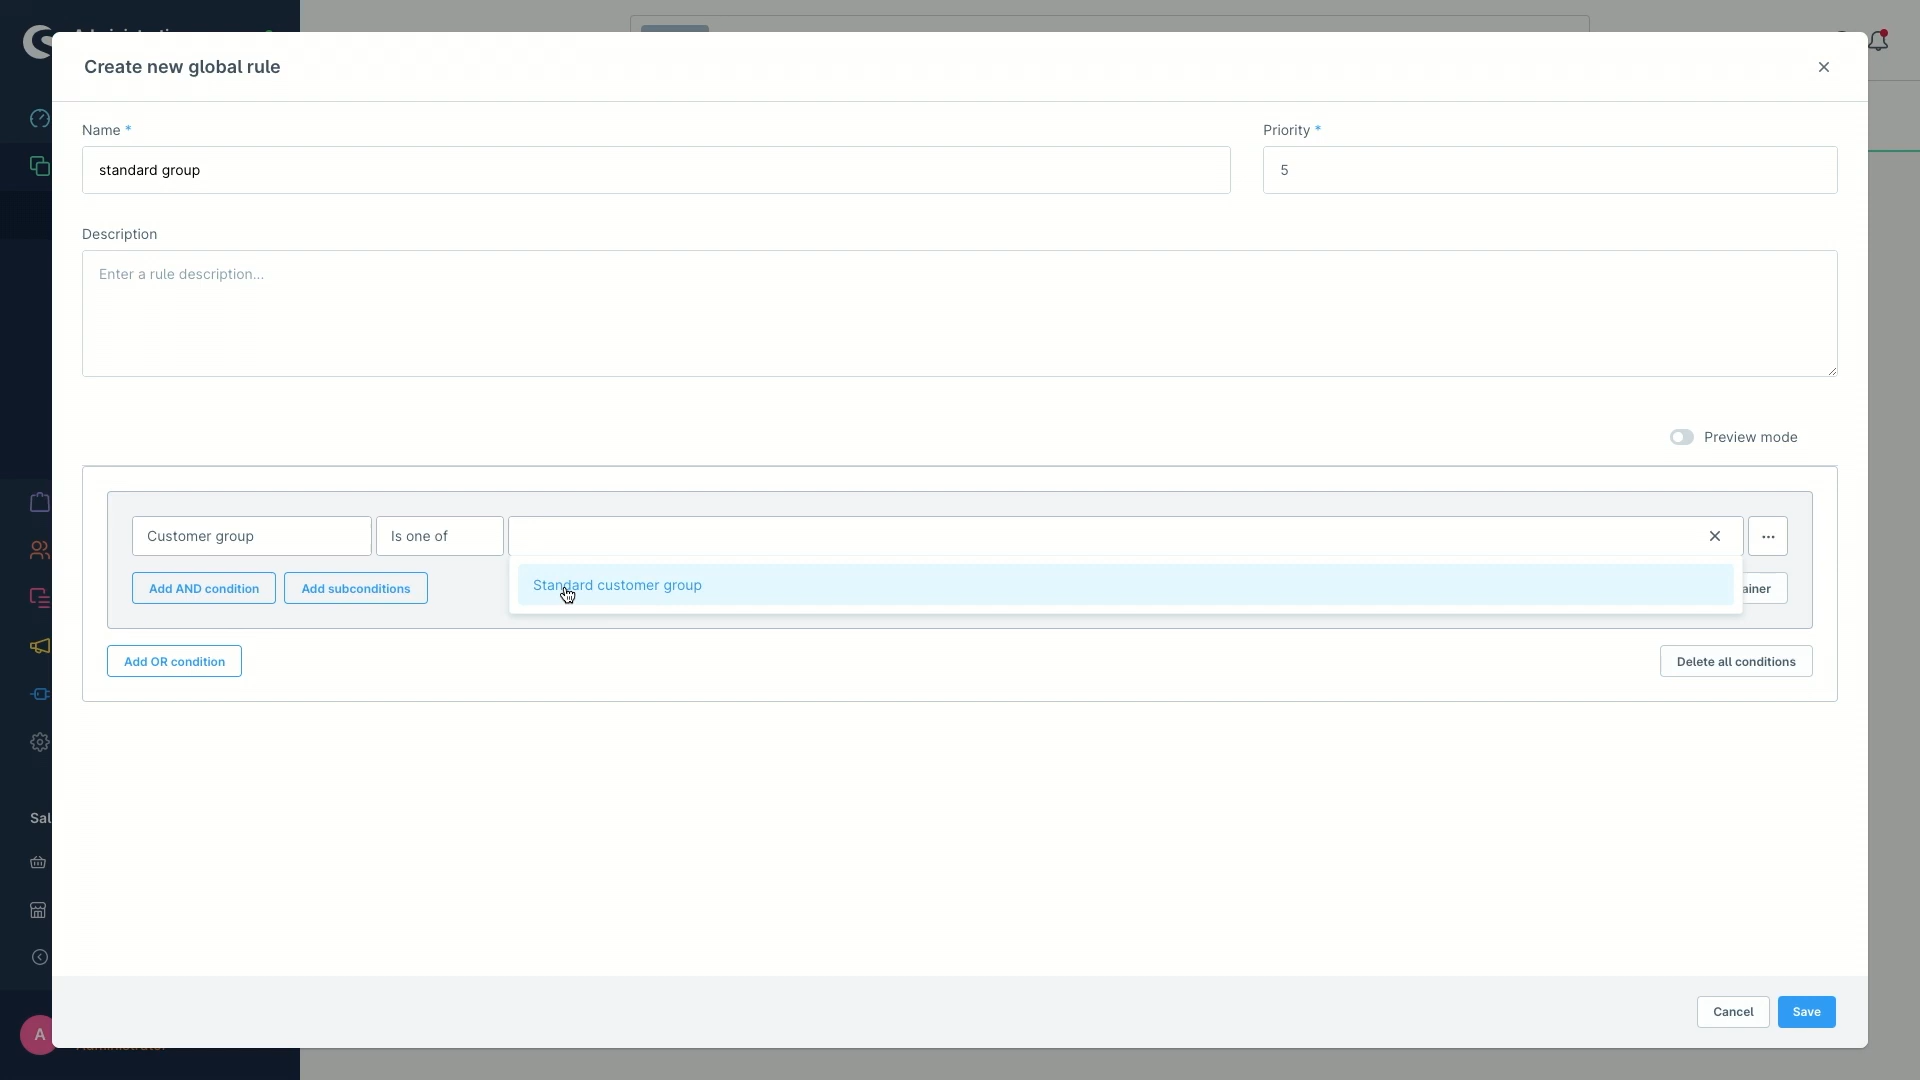 Create new global rule
Name *
Priority *
standard group
5
Description
Enter a rule description...
Preview mode
Customer group
Is one of
...
Standard customer group
Add AND condition
Add subconditions
ainer
Add OR condition
Delete all conditions
Sal
A
Cancel
Save